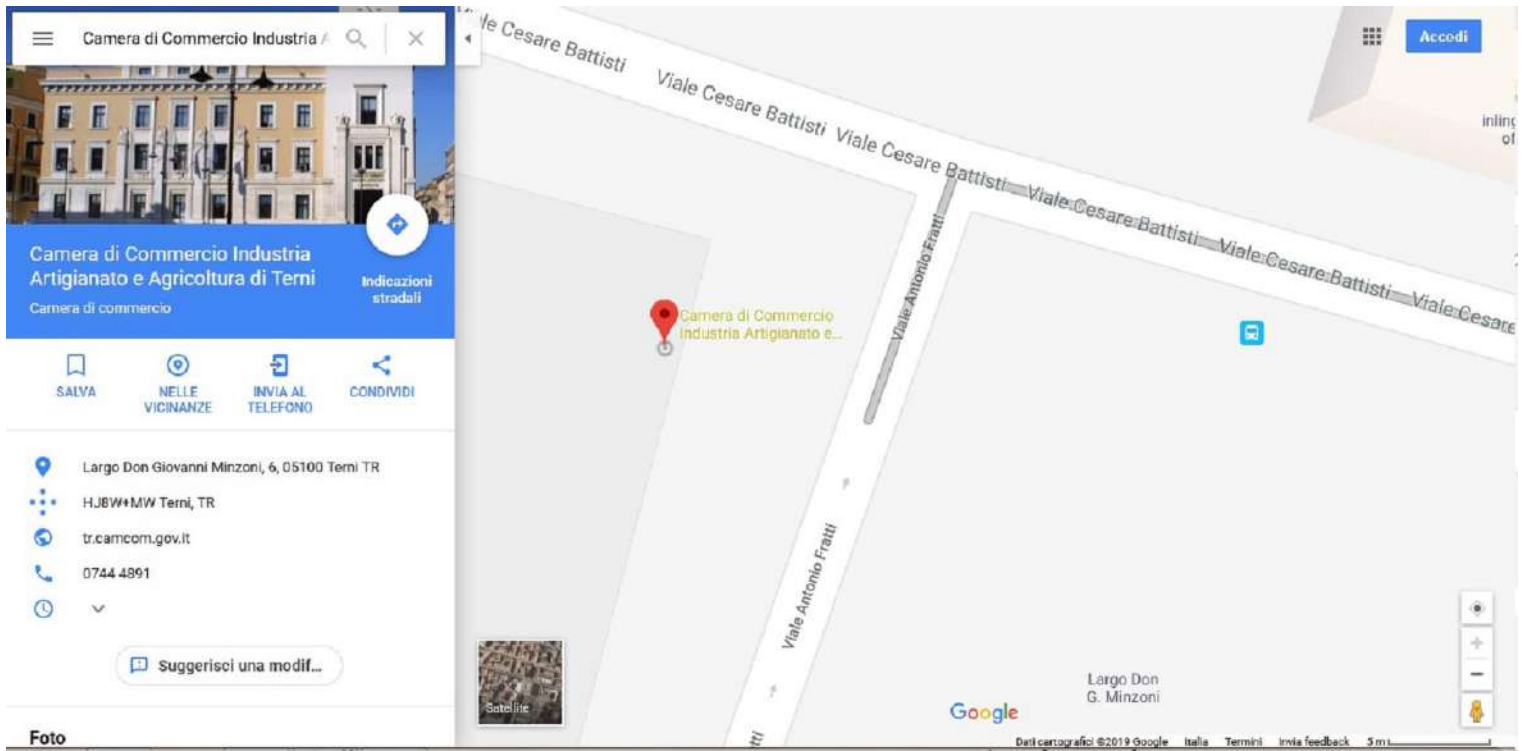 Camera di Commercio Industria A
Camera di Commercio Industria
Artigianato e Agricoltura di Terni
Camera di commercio
Indicazioni
stradali
SALVA
NELLE
VICINANZE
INVIA AL
TELEFONO
CONDIVIDI
Largo Don Giovanni Minzoni, 6, 05100 Terni TR
HJ8W+MW Terni, TR
tr.camcom.gov.it
0744 4891
Suggerisci una modif...
Foto
Viale Cesare Battisti
Viale Cesare Battisti
Viale Cesare Battisti
Viale Cesare Battisti
Viale Cesare Battisti
Viale Cesare
Accedi
inling
of
Camera di Commercio
Industria Artigianato e...
Viale Antonio Fratti
Viale Antonio Fratti
tti
Largo Don
G. Minzoni
Satellite
Google
Dati cartografici ©2019 Google Italia Termini Invia feedback 5 m